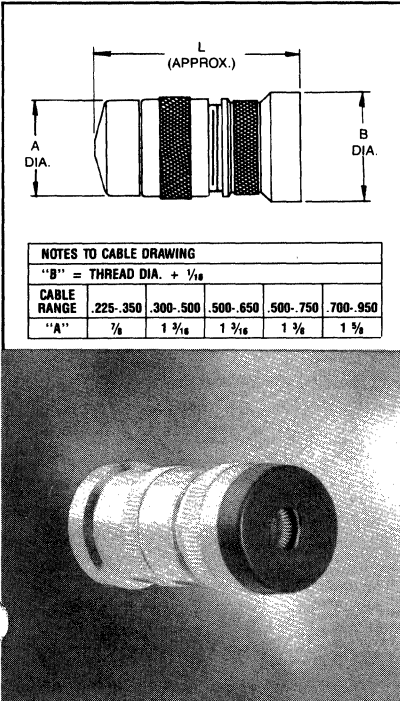 L
(APPROX.)
A
DIA.
B
DIA.
NOTES TO CABLE DRAWING
"B" = THREAD DIA. + 1/16
CABLE RANGE .225-.350 .300-.500 .500-.650 .500-.750 .700-.950
"A" 7/8 1 3/16 1 3/16 1 3/8 1 5/8